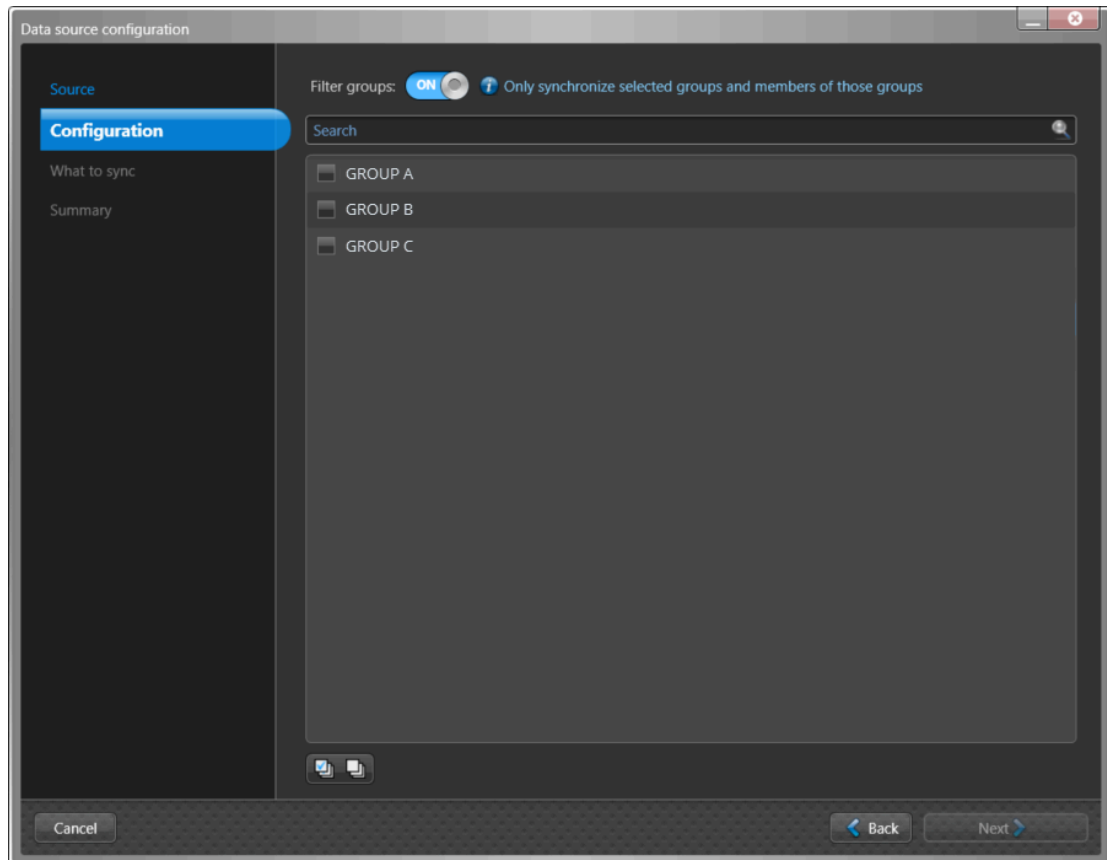 Data source configuration
Source
Configuration
What to sync
Summary
Filter groups: ON Only synchronize selected groups and members of those groups
Search
GROUP A
GROUP B
GROUP C
Cancel
Back
Next